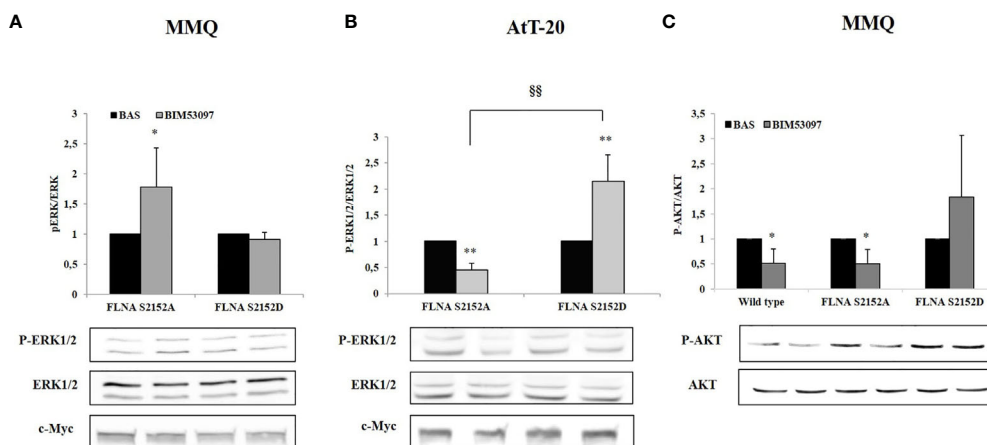 A
MMQ
BAS BIM53097
pERK/ERK
3
2,5
2
1,5
1
0,5
0
*
FLNA S2152A FLNA S2152D
P-ERK1/2
ERK1/2
c-Myc
B
AtT-20
§§
P-ERK1/2/ERK1/2
3
2,5
2
1,5
1
0,5
0
**
**
FLNA S2152A FLNA S2152D
P-ERK1/2
ERK1/2
c-Myc
C
MMQ
BAS BIM53097
P-AKT/AKT
3,5
3
2,5
2
1,5
1
0,5
0
*
*
Wild type FLNA S2152A FLNA S2152D
P-AKT
AKT